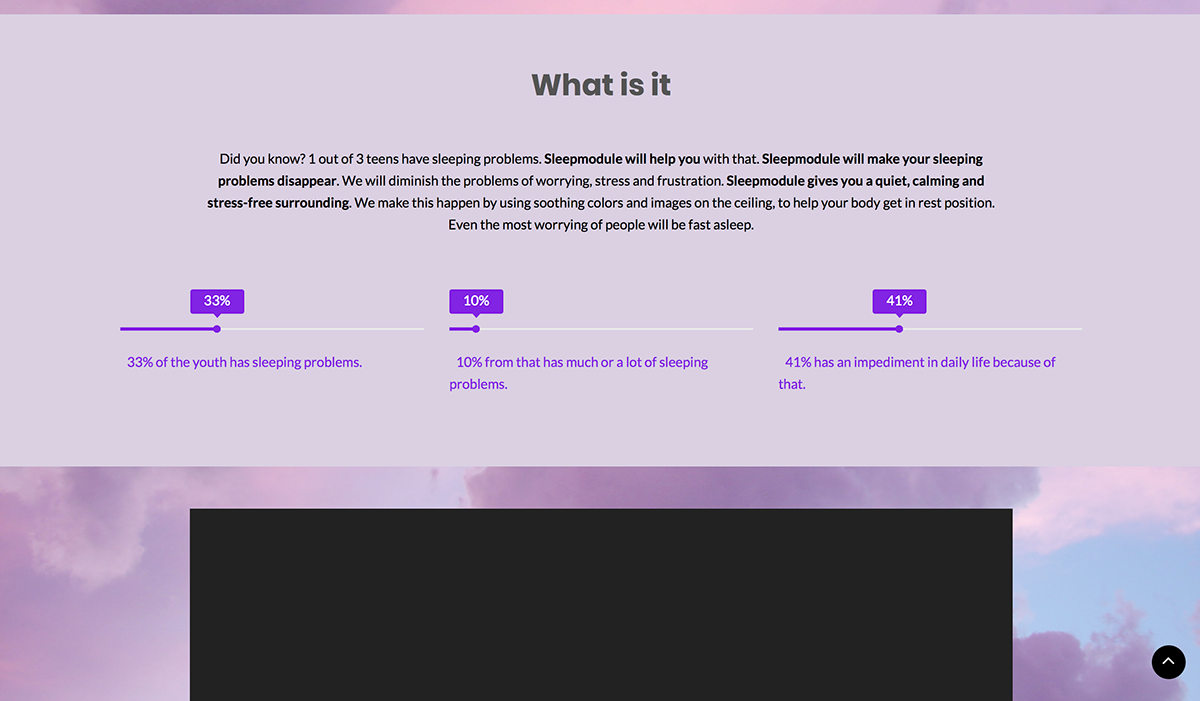 What is it
Did you know? 1 out of 3 teens have sleeping problems. Sleepmodule will help you with that. Sleepmodule will make your sleeping
problems disappear. We will diminish the problems of worrying, stress and frustration. Sleepmodule gives you a quiet, calming and
stress-free surrounding. We make this happen by using soothing colors and images on the ceiling, to help your body get in rest position.
Even the most worrying of people will be fast asleep.
33%
33% of the youth has sleeping problems.
10%
10% from that has much or a lot of sleeping
problems.
41%
41% has an impediment in daily life because of
that.